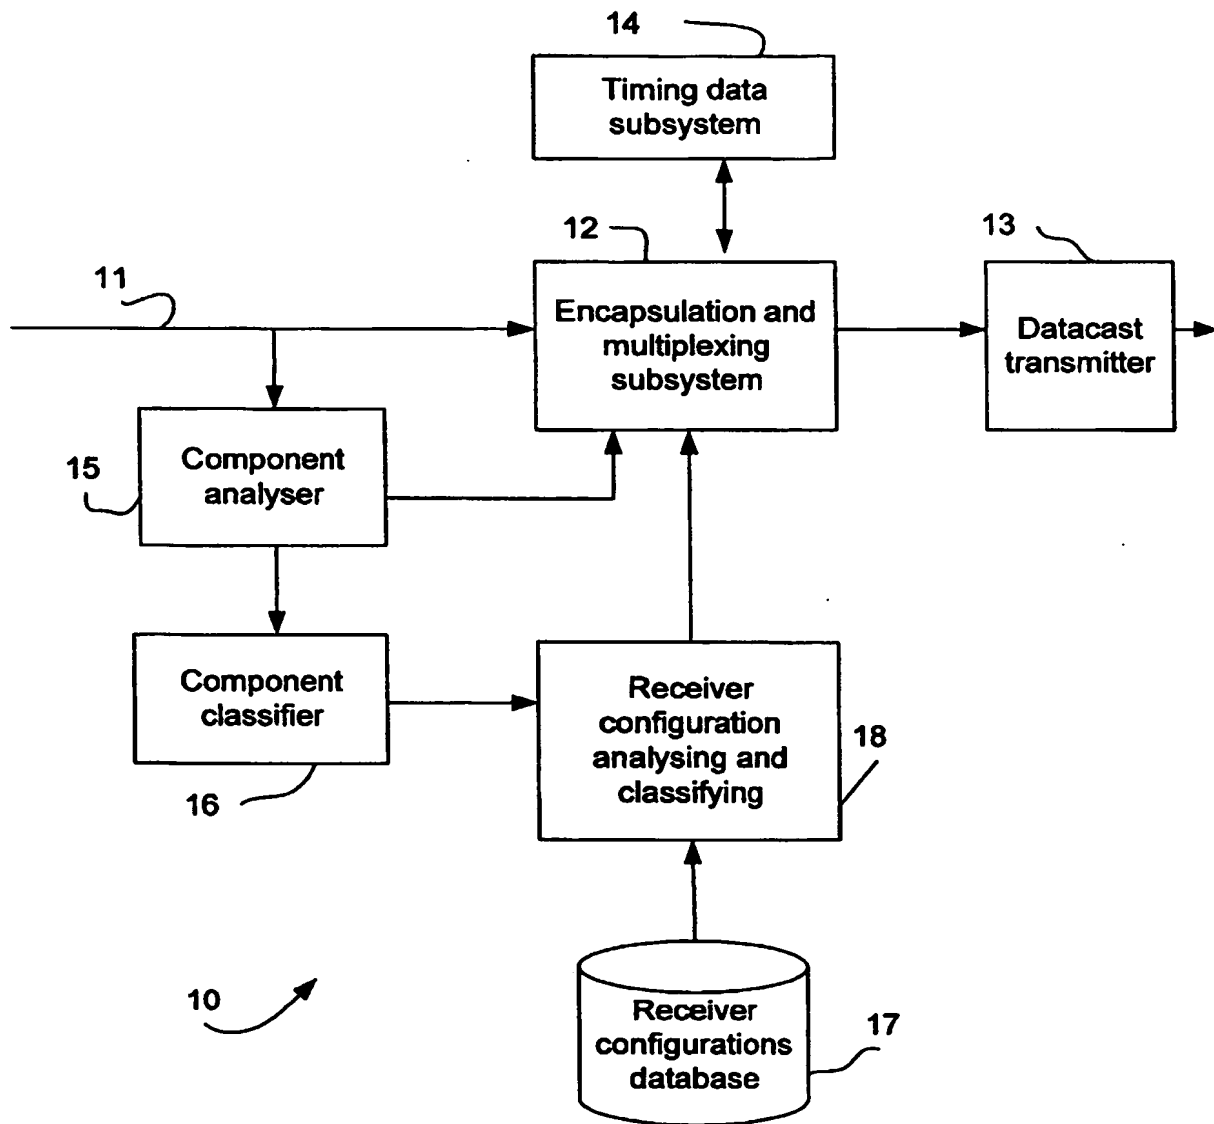 14
Timing data
subsystem
12
13
11
Encapsulation and
multiplexing
subsystem
Datacast
transmitter
15
Component
analyser
Component
classifier
16
Receiver
configuration
analysing and
classifying
18
10
Receiver
configurations
database
17